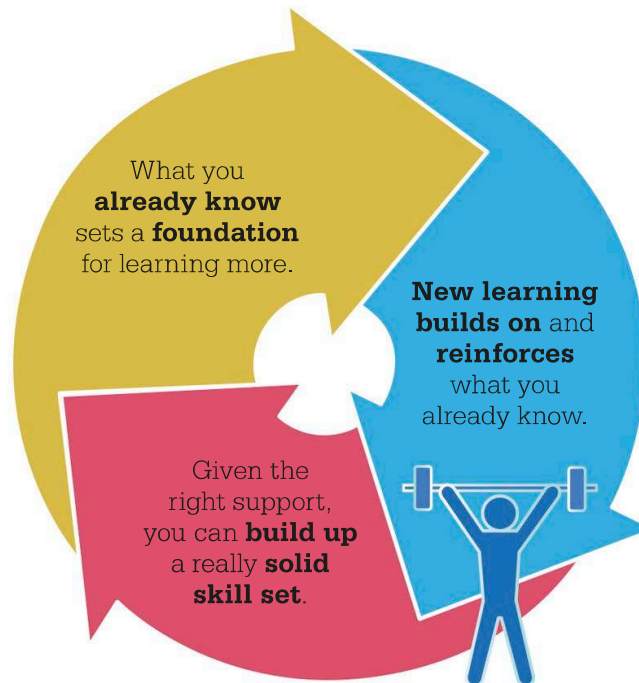 What you
already know
sets a foundation
for learning more.
New learning
builds on and
reinforces
what you
already know.
Given the
right support,
you can build up
a really solid
skill set.